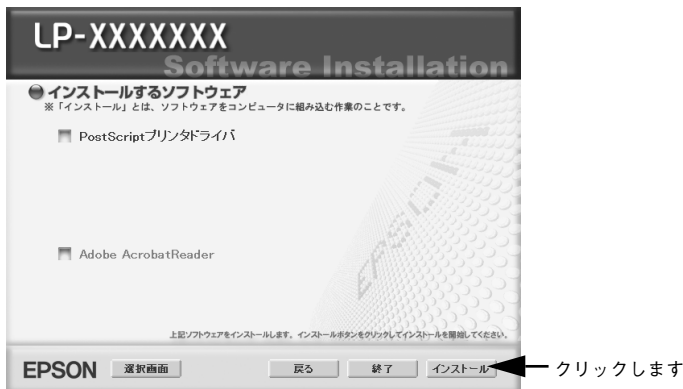 LP-XXXXXXX
Software Installation
インストールするソフトウェア
※「インストール」とは、ソフトウェアをコンピュータに組み込む作業のことです。
PostScriptプリンタドライバ
EPSON
Adobe AcrobatReader
上記ソフトウェアをインストールします。インストールボタンをクリックしてインストールを開始してください。
EPSON 選択画面 戻る 終了 インストール クリックします